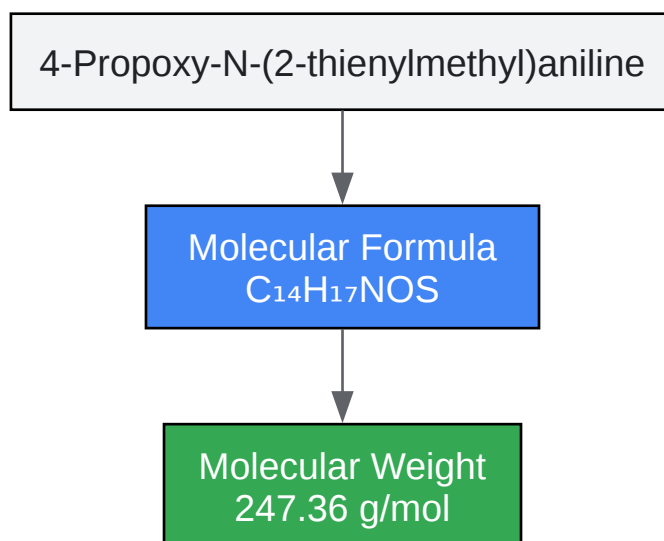 4-Propoxy-N-(2-thienylmethyl)aniline
Molecular Formula
C₁₄H₁₇NOS
Molecular Weight
247.36 g/mol